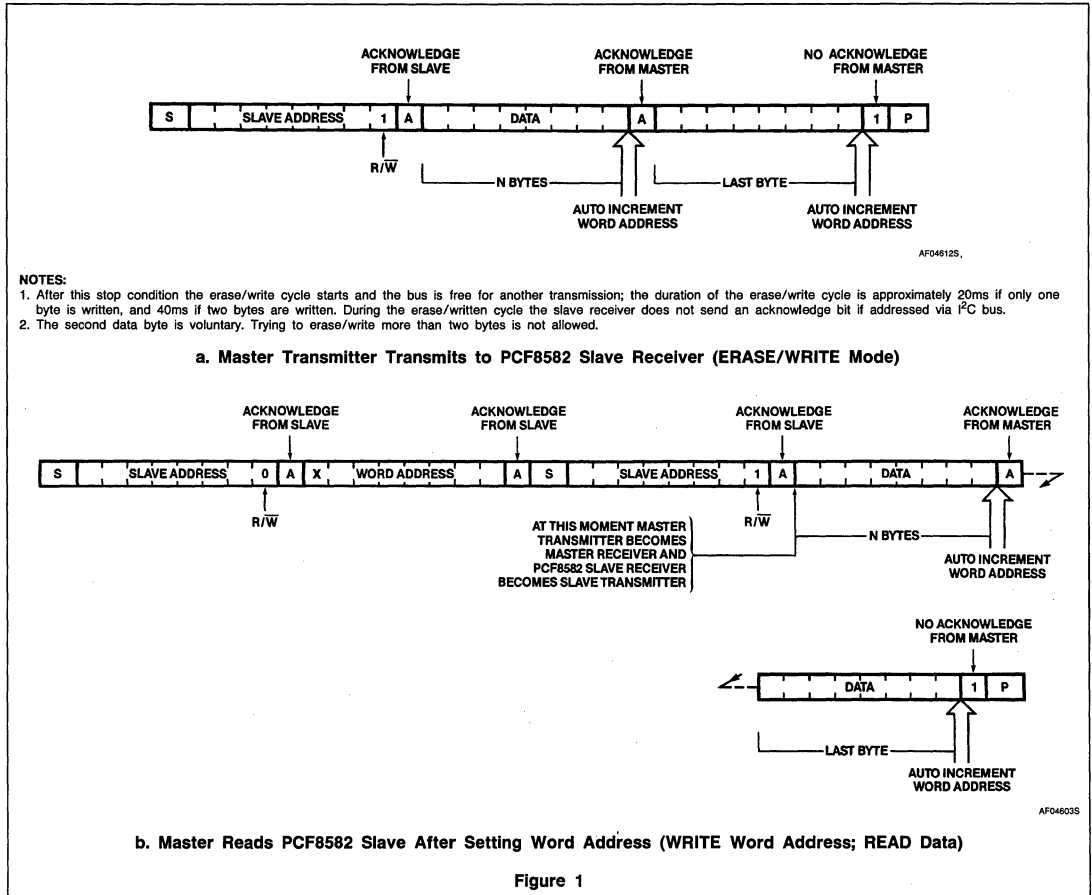 ACKNOWLEDGE
FROM SLAVE
ACKNOWLEDGE
FROM MASTER
NO ACKNOWLEDGE
FROM MASTER
S SLAVE ADDRESS 1 A DATA A 1 P
R/W̅
N BYTES
LAST BYTE
AUTO INCREMENT
WORD ADDRESS
AUTO INCREMENT
WORD ADDRESS
AF04612S,
NOTES:
1. After this stop condition the erase/write cycle starts and the bus is free for another transmission; the duration of the erase/write cycle is approximately 20ms if only one
byte is written, and 40ms if two bytes are written. During the erase/written cycle the slave receiver does not send an acknowledge bit if addressed via I²C bus.
2. The second data byte is voluntary. Trying to erase/write more than two bytes is not allowed.
a. Master Transmitter Transmits to PCF8582 Slave Receiver (ERASE/WRITE Mode)
ACKNOWLEDGE
FROM SLAVE
ACKNOWLEDGE
FROM SLAVE
ACKNOWLEDGE
FROM SLAVE
ACKNOWLEDGE
FROM MASTER
S SLAVE ADDRESS 0 A X WORD ADDRESS A S SLAVE ADDRESS 1 A DATA A
R/W̅
R/W̅
AT THIS MOMENT MASTER
TRANSMITTER BECOMES
MASTER RECEIVER AND
PCF8582 SLAVE RECEIVER
BECOMES SLAVE TRANSMITTER
N BYTES
AUTO INCREMENT
WORD ADDRESS
NO ACKNOWLEDGE
FROM MASTER
DATA 1 P
LAST BYTE
AUTO INCREMENT
WORD ADDRESS
AF04603S
b. Master Reads PCF8582 Slave After Setting Word Address (WRITE Word Address; READ Data)
Figure 1